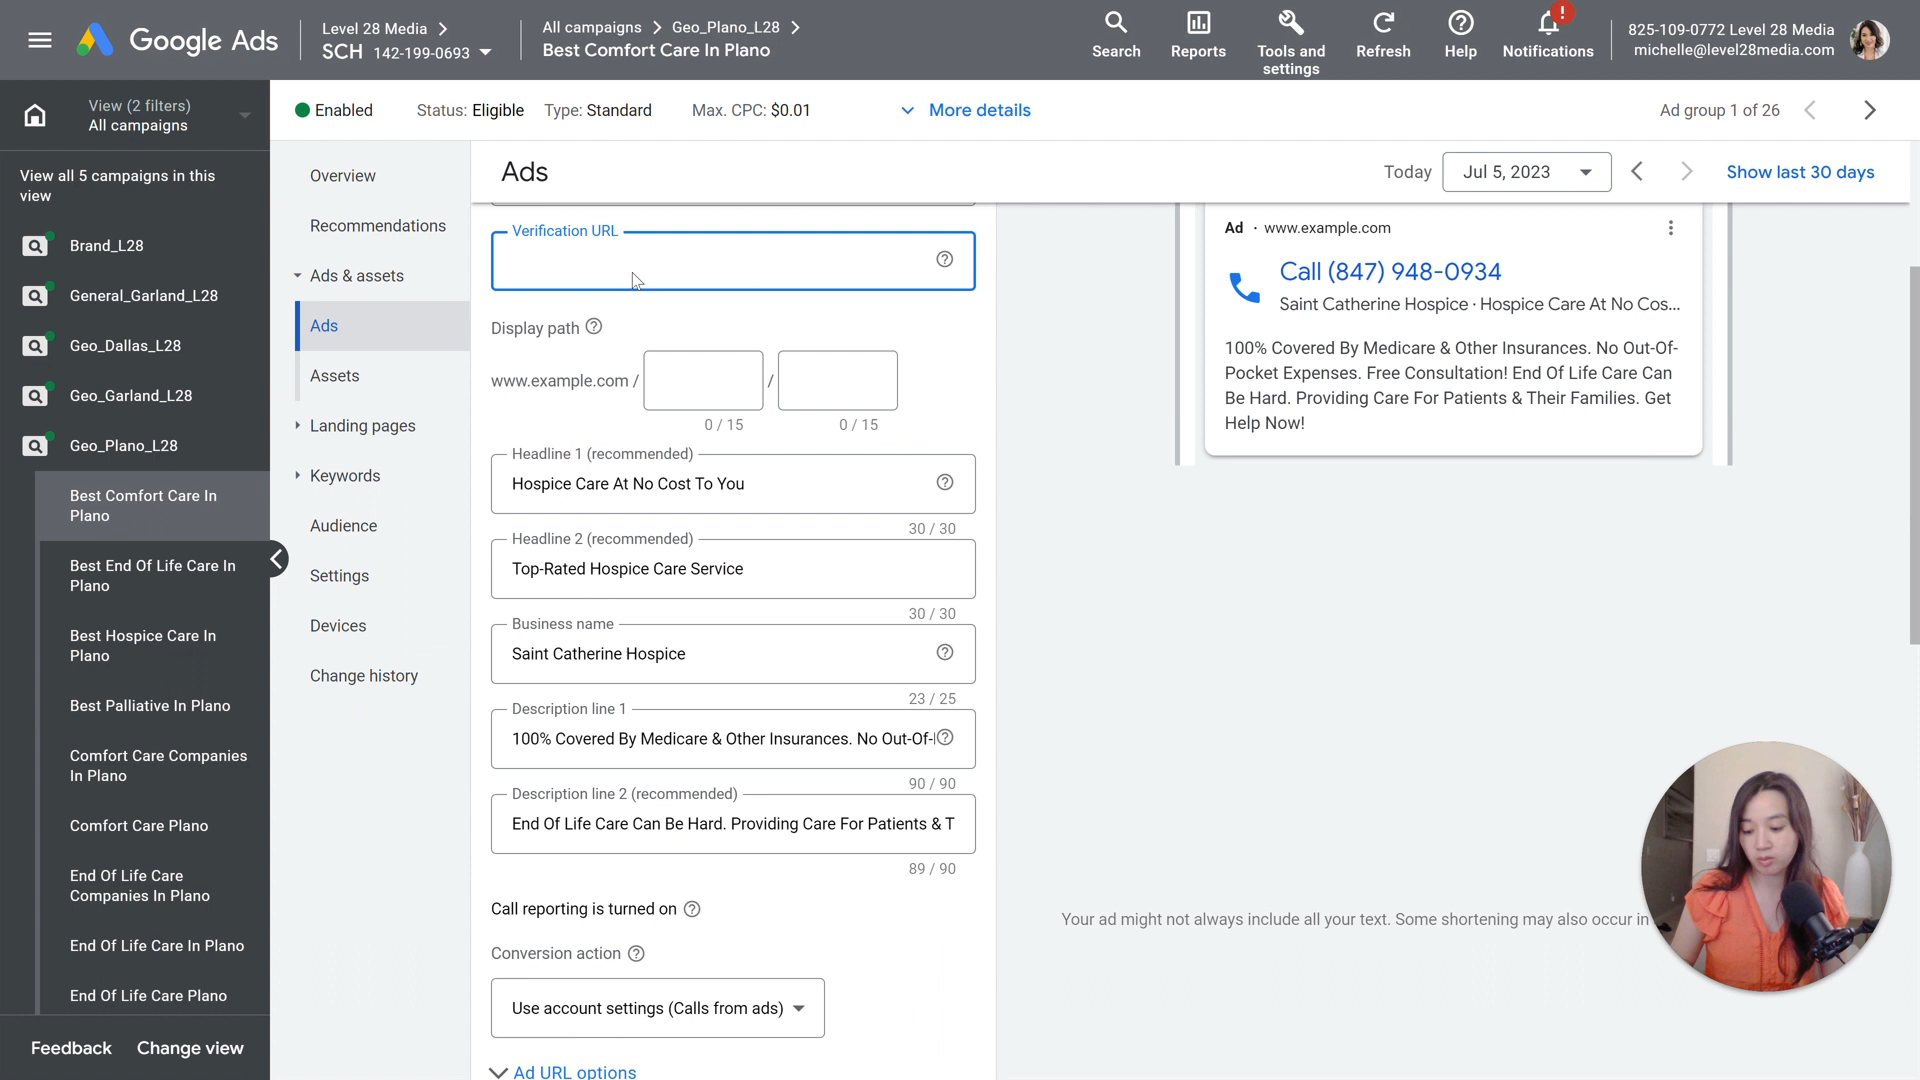 Google Ads
Level 28 Media
SCH 142-199-0693
All campaigns
Geo_Plano_L28
Best Comfort Care In Plano
Search
Reports
Tools and
settings
Refresh
Help
!
Notifications
825-109-0772 Level 28 Media
michelle@level28media.com
View (2 filters)
All campaigns
View all 5 campaigns in this
view
Brand_L28
General_Garland_L28
Geo_Dallas_L28
Geo_Garland_L28
Geo_Plano_L28
Best Comfort Care In
Plano
Best End Of Life Care In
Plano
Best Hospice Care In
Plano
Best Palliative In Plano
Comfort Care Companies
In Plano
Comfort Care Plano
End Of Life Care
Companies In Plano
End Of Life Care In Plano
End Of Life Care Plano
Feedback
Change view
Enabled
Status: Eligible
Type: Standard
Max. CPC: $0.01
More details
Ad group 1 of 26
Overview
Recommendations
Ads & assets
Ads
Assets
Landing pages
Keywords
Audience
Settings
Devices
Change history
Ads
Today
Jul 5, 2023
Show last 30 days
Verification URL
Display path
www.example.com /
/
0 / 15
0 / 15
Headline 1 (recommended)
Hospice Care At No Cost To You
30 / 30
Headline 2 (recommended)
Top-Rated Hospice Care Service
30 / 30
Business name
Saint Catherine Hospice
23 / 25
Description line 1
100% Covered By Medicare & Other Insurances. No Out-Of-
90 / 90
Description line 2 (recommended)
End Of Life Care Can Be Hard. Providing Care For Patients & T
89 / 90
Call reporting is turned on
Conversion action
Use account settings (Calls from ads)
Ad URL options
Ad · www.example.com
Call (847) 948-0934
Saint Catherine Hospice · Hospice Care At No Cos...
100% Covered By Medicare & Other Insurances. No Out-Of-
Pocket Expenses. Free Consultation! End Of Life Care Can
Be Hard. Providing Care For Patients & Their Families. Get
Help Now!
Your ad might not always include all your text. Some shortening may also occur in